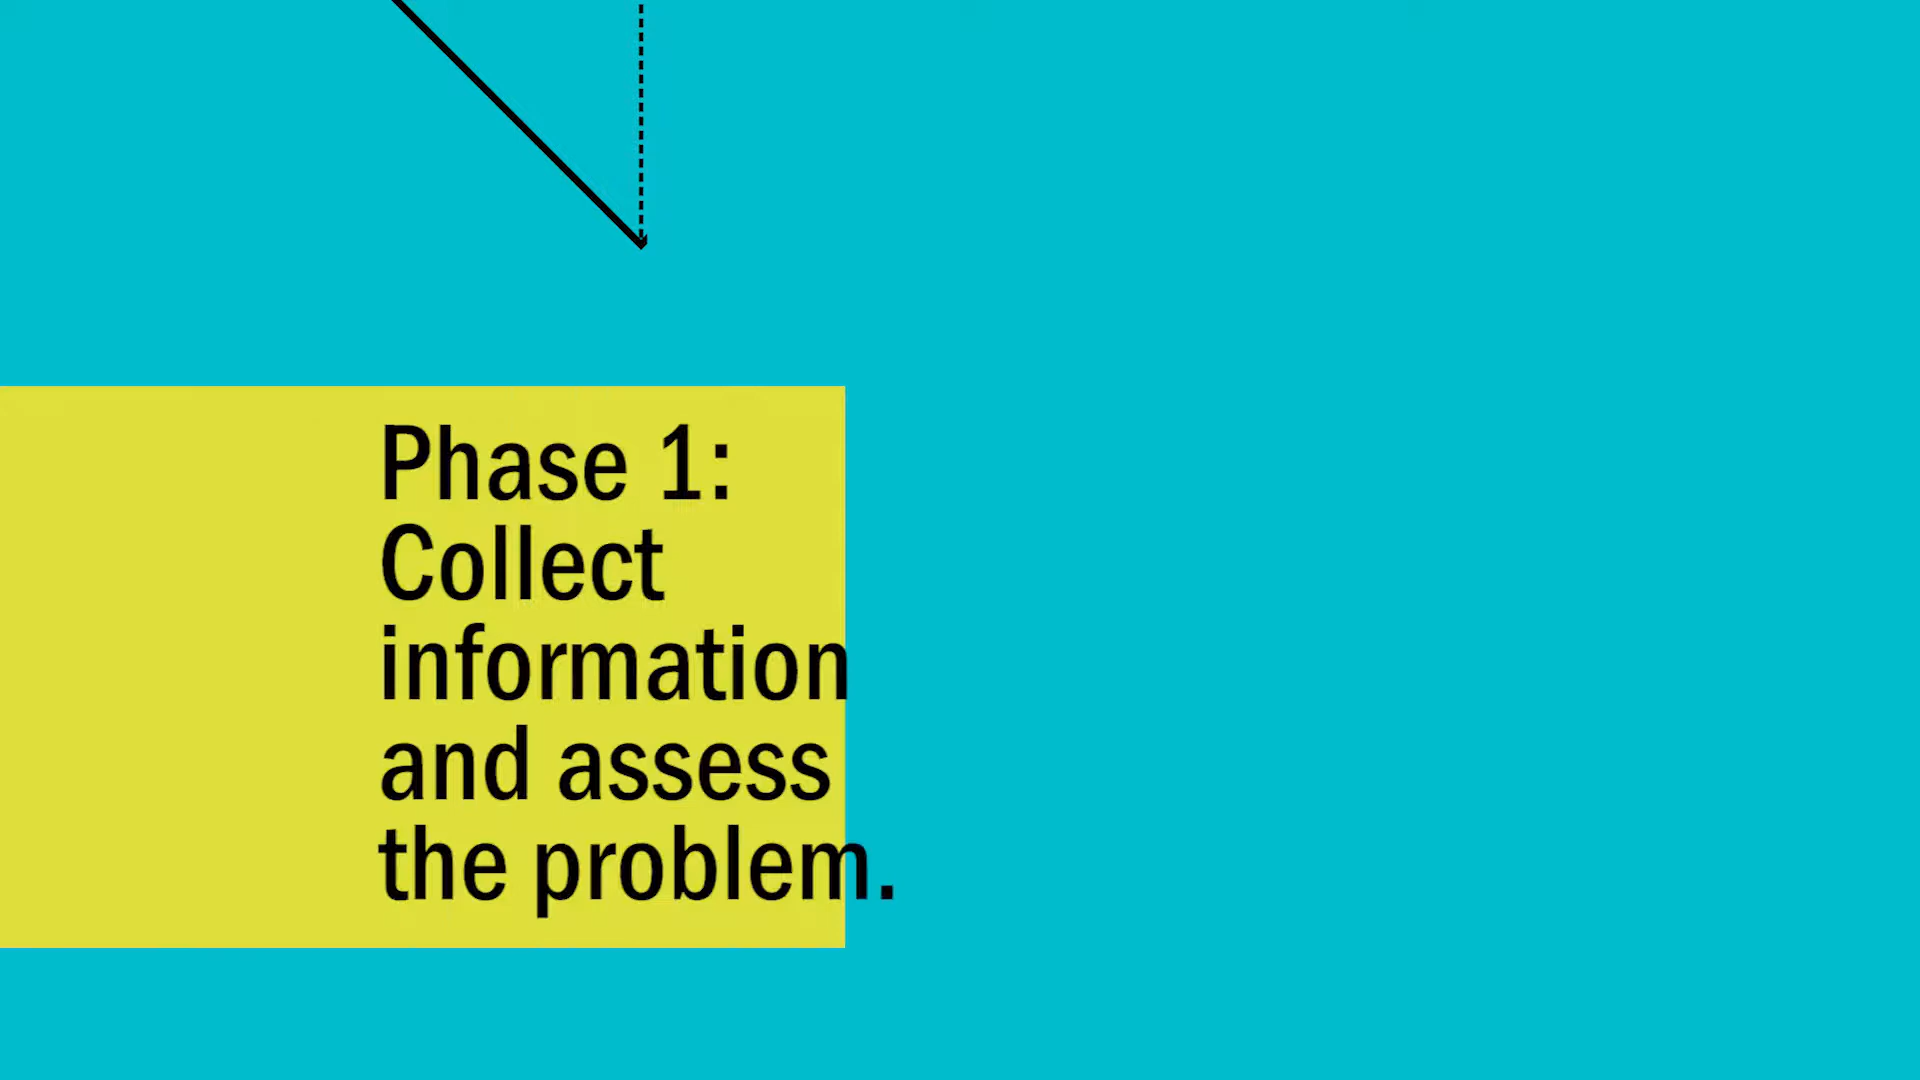 Phase 1:
Collect
information
and assess
the problem.